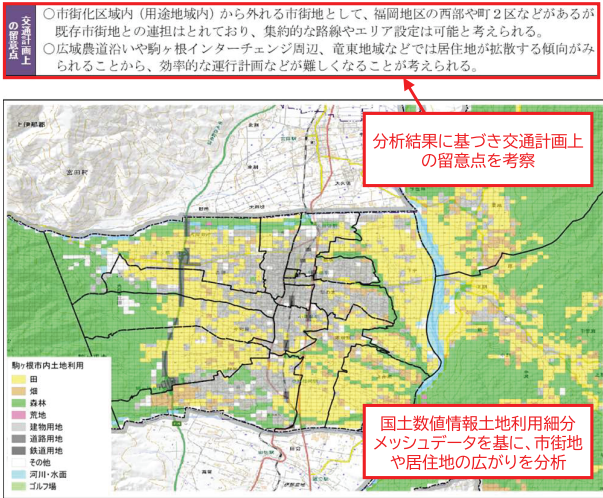 交通計画上
の留意点
○市街化区域内（用途地域内）から外れる市街地として、福岡地区の西部や町２区などがあるが
既存市街地との連担はとれており、集約的な路線やエリア設定は可能と考えられる。
○広域農道沿いや駒ヶ根インターチェンジ周辺、竜東地域などでは居住地が拡散する傾向がみ
られることから、効率的な運行計画などが難しくなることが考えられる。
分析結果に基づき交通計画上
の留意点を考察
上伊那郡
宮田村
駒ヶ根市内土地利用
田
畑
森林
荒地
建物用地
道路用地
鉄道用地
その他
河川・水面
ゴルフ場
国土数値情報土地利用細分
メッシュデータを基に、市街地
や居住地の広がりを分析